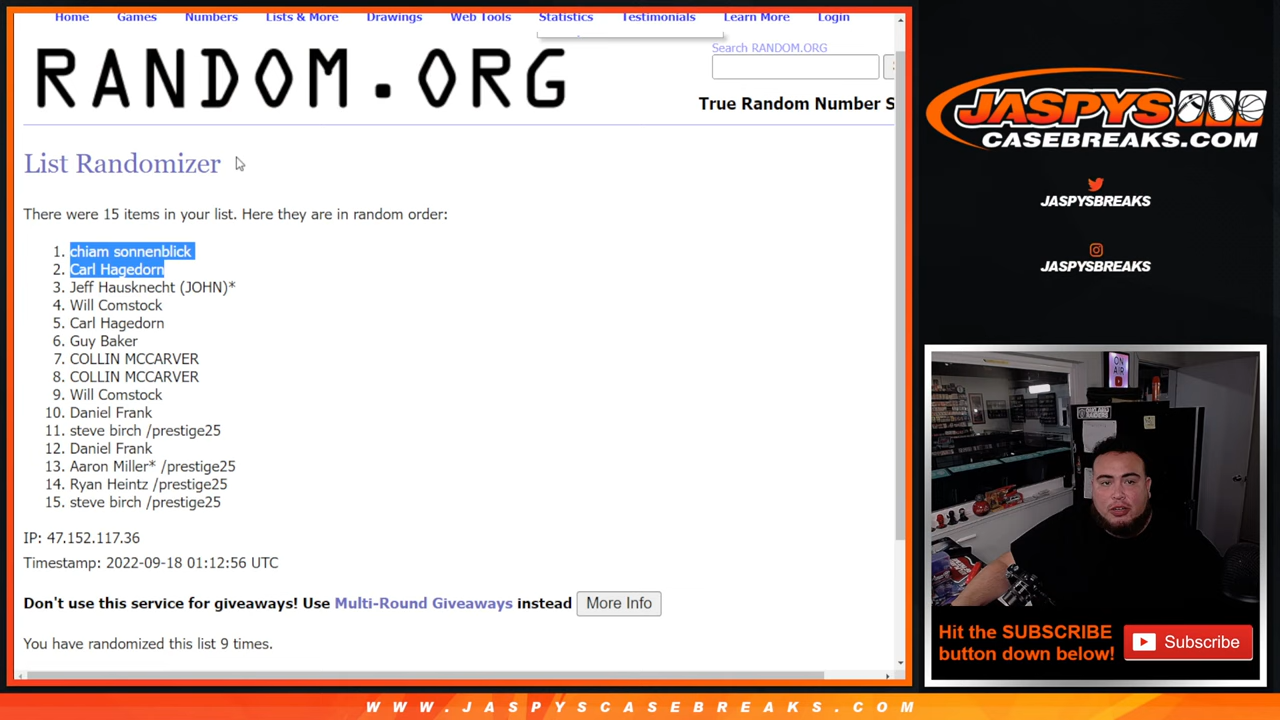 Home Games Numbers Lists & More Drawings Web Tools Statistics Testimonials Learn More Login
RANDOM.ORG
Search RANDOM.ORG
True Random Number S
List Randomizer
There were 15 items in your list. Here they are in random order:
1. chiam sonnenblick
2. Carl Hagedorn
3. Jeff Hausknecht (JOHN)*
4. Will Comstock
5. Carl Hagedorn
6. Guy Baker
7. COLLIN MCCARVER
8. COLLIN MCCARVER
9. Will Comstock
10. Daniel Frank
11. steve birch /prestige25
12. Daniel Frank
13. Aaron Miller* /prestige25
14. Ryan Heintz /prestige25
15. steve birch /prestige25
IP: 47.152.117.36
Timestamp: 2022-09-18 01:12:56 UTC
Don't use this service for giveaways! Use Multi-Round Giveaways instead More Info
You have randomized this list 9 times.
JASPYS
CASEBREAKS.COM
JASPYSBREAKS
JASPYSBREAKS
ON
AIR
Hit the SUBSCRIBE
button down below!
Subscribe
WWW.JASPYSCASEBREAKS.COM